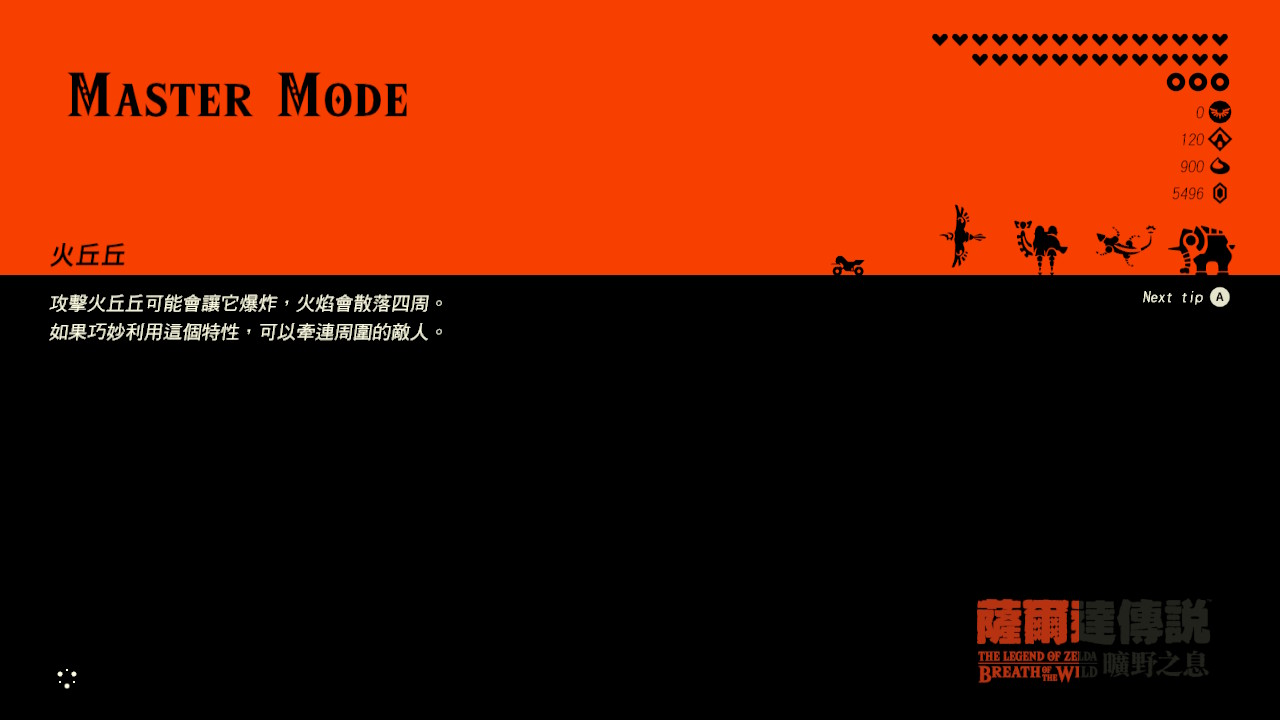 Master Mode
0
120
900
5496
火丘丘
攻擊火丘丘可能會讓它爆炸，火焰會散落四周。
如果巧妙利用這個特性，可以牽連周圍的敵人。
Next tip A
薩爾達傳說
THE LEGEND OF ZELDA
BREATH OF THE WILD 曠野之息